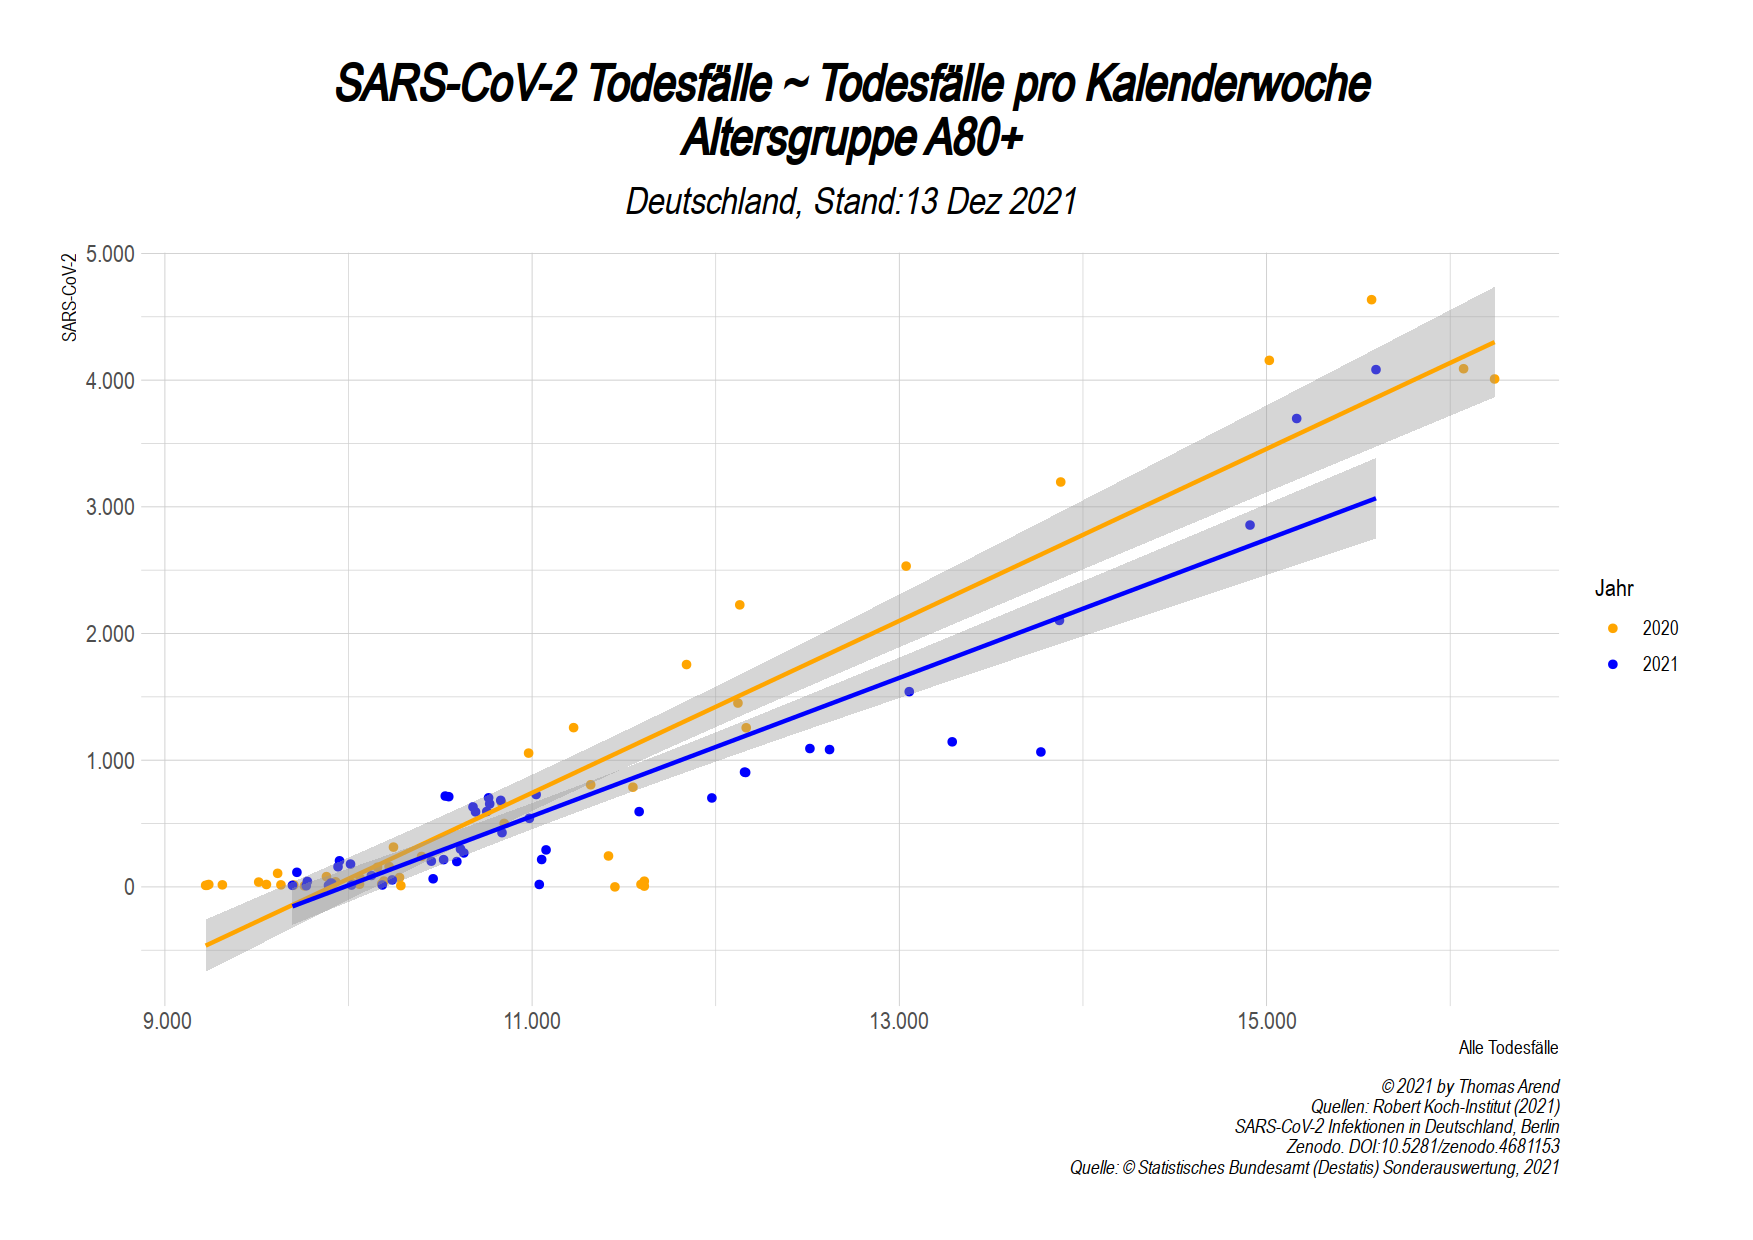 SARS-CoV-2 Todesfälle ~ Todesfälle pro Kalenderwoche
Altersgruppe A80+
Deutschland, Stand:13 Dez 2021
SARS-CoV-2
5.000
4.000
3.000
2.000
1.000
0
9.000
11.000
13.000
15.000
Alle Todesfälle
Jahr
2020
2021
© 2021 by Thomas Arend
Quellen: Robert Koch-Institut (2021)
SARS-CoV-2 Infektionen in Deutschland, Berlin
Zenodo. DOI:10.5281/zenodo.4681153
Quelle: © Statistisches Bundesamt (Destatis) Sonderauswertung, 2021